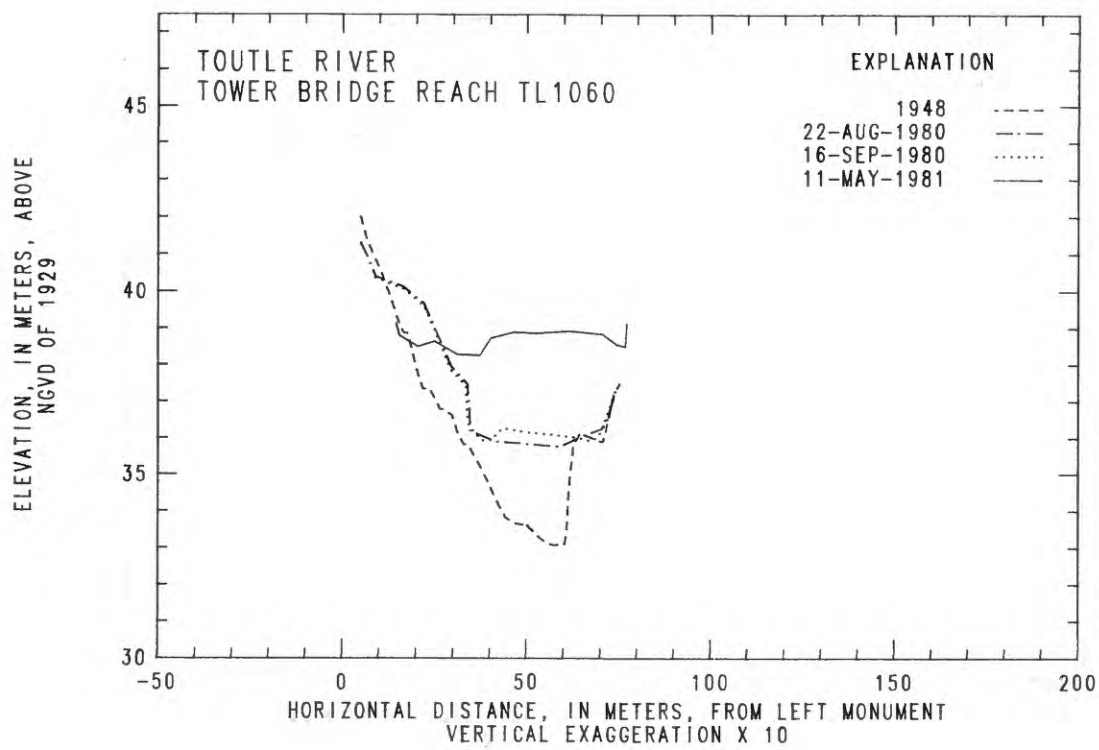 TOUTLE RIVER
TOWER BRIDGE REACH TL1060
EXPLANATION
1948
22-AUG-1980
16-SEP-1980
11-MAY-1981
ELEVATION, IN METERS, ABOVE
NGVD OF 1929
45
40
35
30
-50
0
50
100
150
200
HORIZONTAL DISTANCE, IN METERS, FROM LEFT MONUMENT
VERTICAL EXAGGERATION X 10